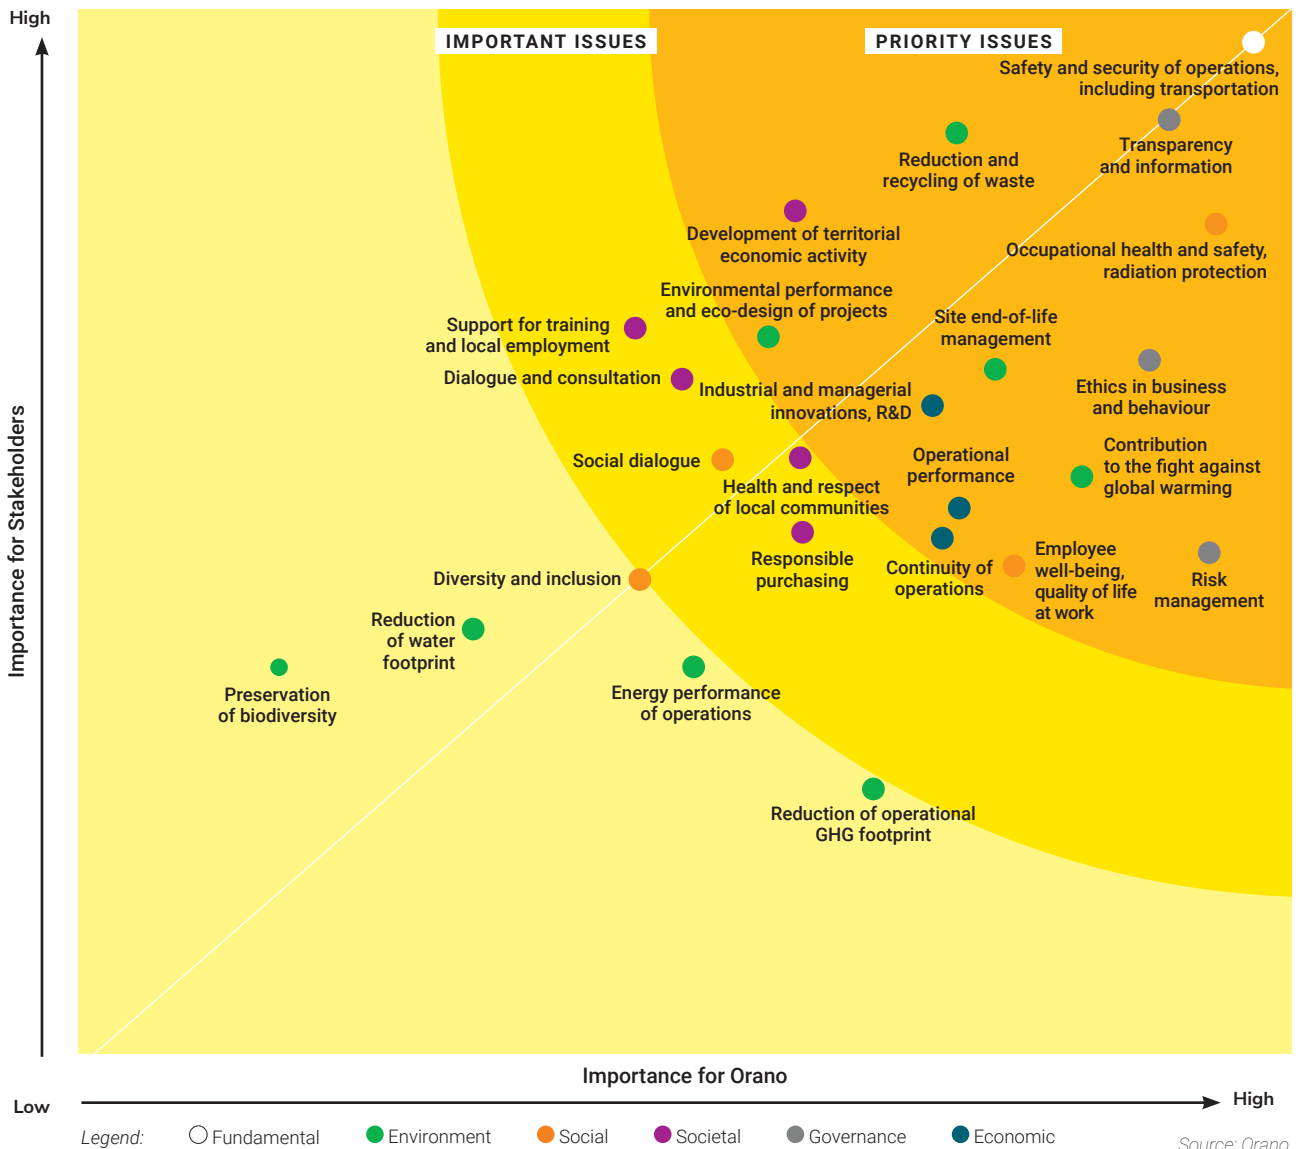 High
IMPORTANT ISSUES
PRIORITY ISSUES
Safety and security of operations,
including transportation
Transparency
and information
Reduction and
recycling of waste
Development of territorial
economic activity
Occupational health and safety,
radiation protection
Environmental performance
and eco-design of projects
Support for training
and local employment
Site end-of-life
management
Dialogue and consultation
Industrial and managerial
innovations, R&D
Ethics in business
and behaviour
Social dialogue
Operational
performance
Contribution
to the fight against
global warming
Health and respect
of local communities
Responsible
purchasing
Continuity of
operations
Employee
well-being,
quality of life
at work
Risk
management
Diversity and inclusion
Reduction
of water
footprint
Preservation
of biodiversity
Energy performance
of operations
Reduction of operational
GHG footprint
Importance for Stakeholders
Importance for Orano
Low
High
Legend:
Fundamental
Environment
Social
Societal
Governance
Economic
Source: Orano